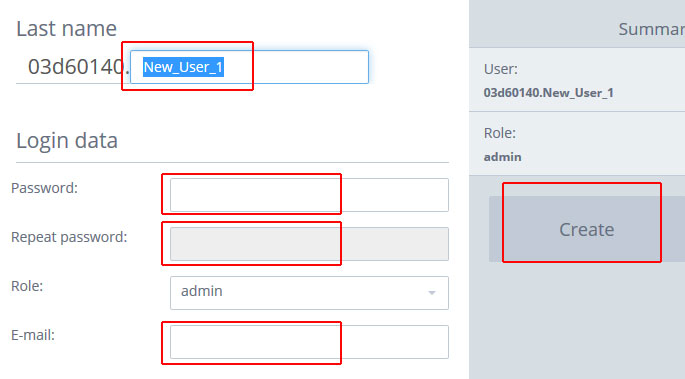 Last name
03d60140.
New_User_1
Login data
Password:
Repeat password:
Role:
admin
E-mail:
Summar
User:
03d60140.New_User_1
Role:
admin
Create